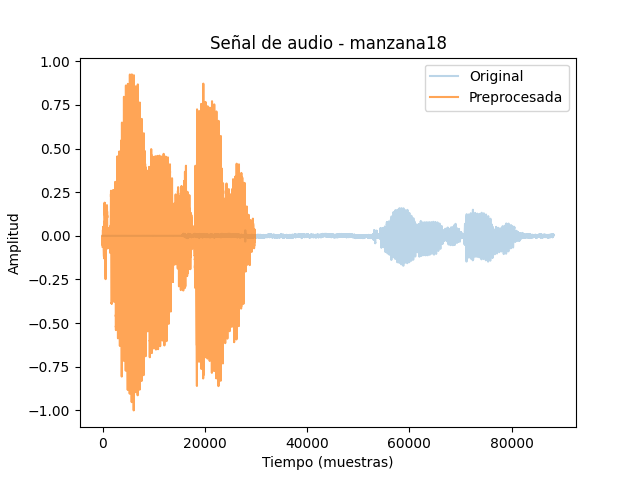 Señal de audio - manzana18
Original
Preprocesada
1.00
0.75
0.50
0.25
0.00
−0.25
−0.50
−0.75
−1.00
Amplitud
0
20000
40000
60000
80000
Tiempo (muestras)